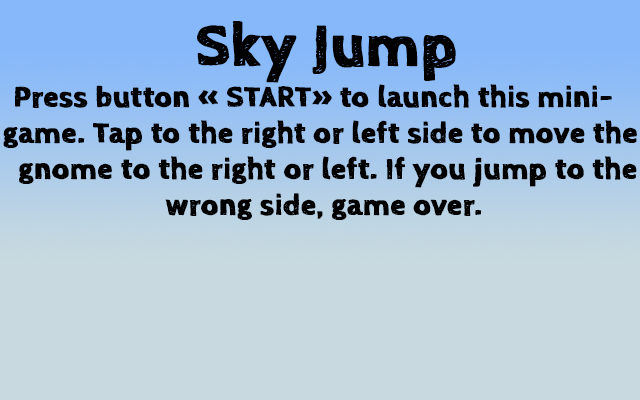 Sky Jump
Press button « START» to launch this mini-
game. Tap to the right or left side to move the
gnome to the right or left. If you jump to the
wrong side, game over.